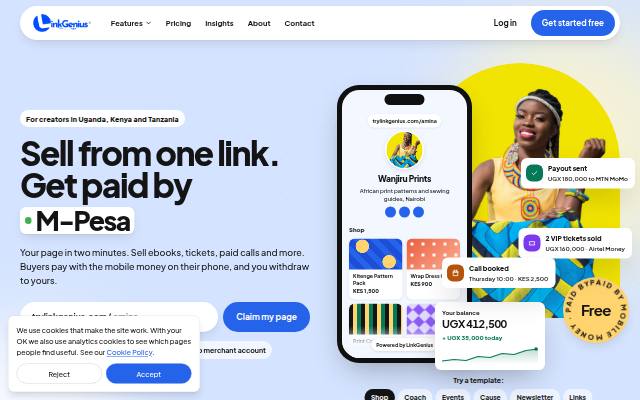 LinkGenius
Features
Pricing
Insights
About
Contact
Log in
Get started free
For creators in Uganda, Kenya and Tanzania
Sell from one link.
Get paid by
M-Pesa
Your page in two minutes. Sell ebooks, tickets, paid calls and more.
Buyers pay with the mobile money on their phone, and you withdraw
to yours.
Claim my page
merchant account
We use cookies that make the site work. With your
OK we also use analytics cookies to see which pages
people find useful. See our Cookie Policy.
Reject
Accept
trylinkgenius.com/amina
Wanjiru Prints
African print patterns and sewing
guides, Nairobi
Shop
Kitenge Pattern
Pack
KES 1,500
Wrap Dress
KES 900
Powered by LinkGenius
Payout sent
UGX 180,000 to MTN MoMo
2 VIP tickets sold
UGX 160,000 · Airtel Money
Call booked
Thursday 10:00 · KES 2,500
Your balance
UGX 412,500
+ UGX 35,000 today
PAID BY MOBILE MONEY
Free
Try a template:
Shop
Coach
Events
Cause
Newsletter
Links